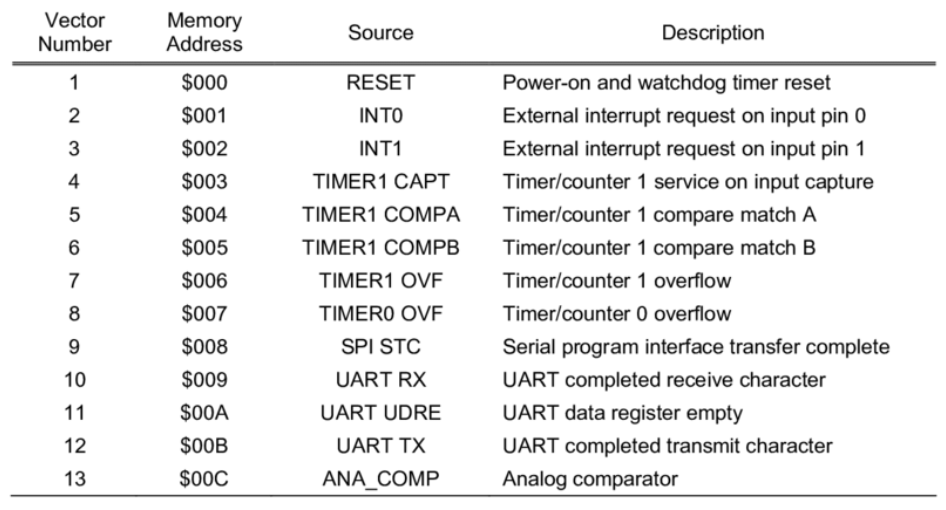 Vector Number Memory Address Source Description
1 $000 RESET Power-on and watchdog timer reset
2 $001 INT0 External interrupt request on input pin 0
3 $002 INT1 External interrupt request on input pin 1
4 $003 TIMER1 CAPT Timer/counter 1 service on input capture
5 $004 TIMER1 COMPA Timer/counter 1 compare match A
6 $005 TIMER1 COMPB Timer/counter 1 compare match B
7 $006 TIMER1 OVF Timer/counter 1 overflow
8 $007 TIMER0 OVF Timer/counter 0 overflow
9 $008 SPI STC Serial program interface transfer complete
10 $009 UART RX UART completed receive character
11 $00A UART UDRE UART data register empty
12 $00B UART TX UART completed transmit character
13 $00C ANA_COMP Analog comparator